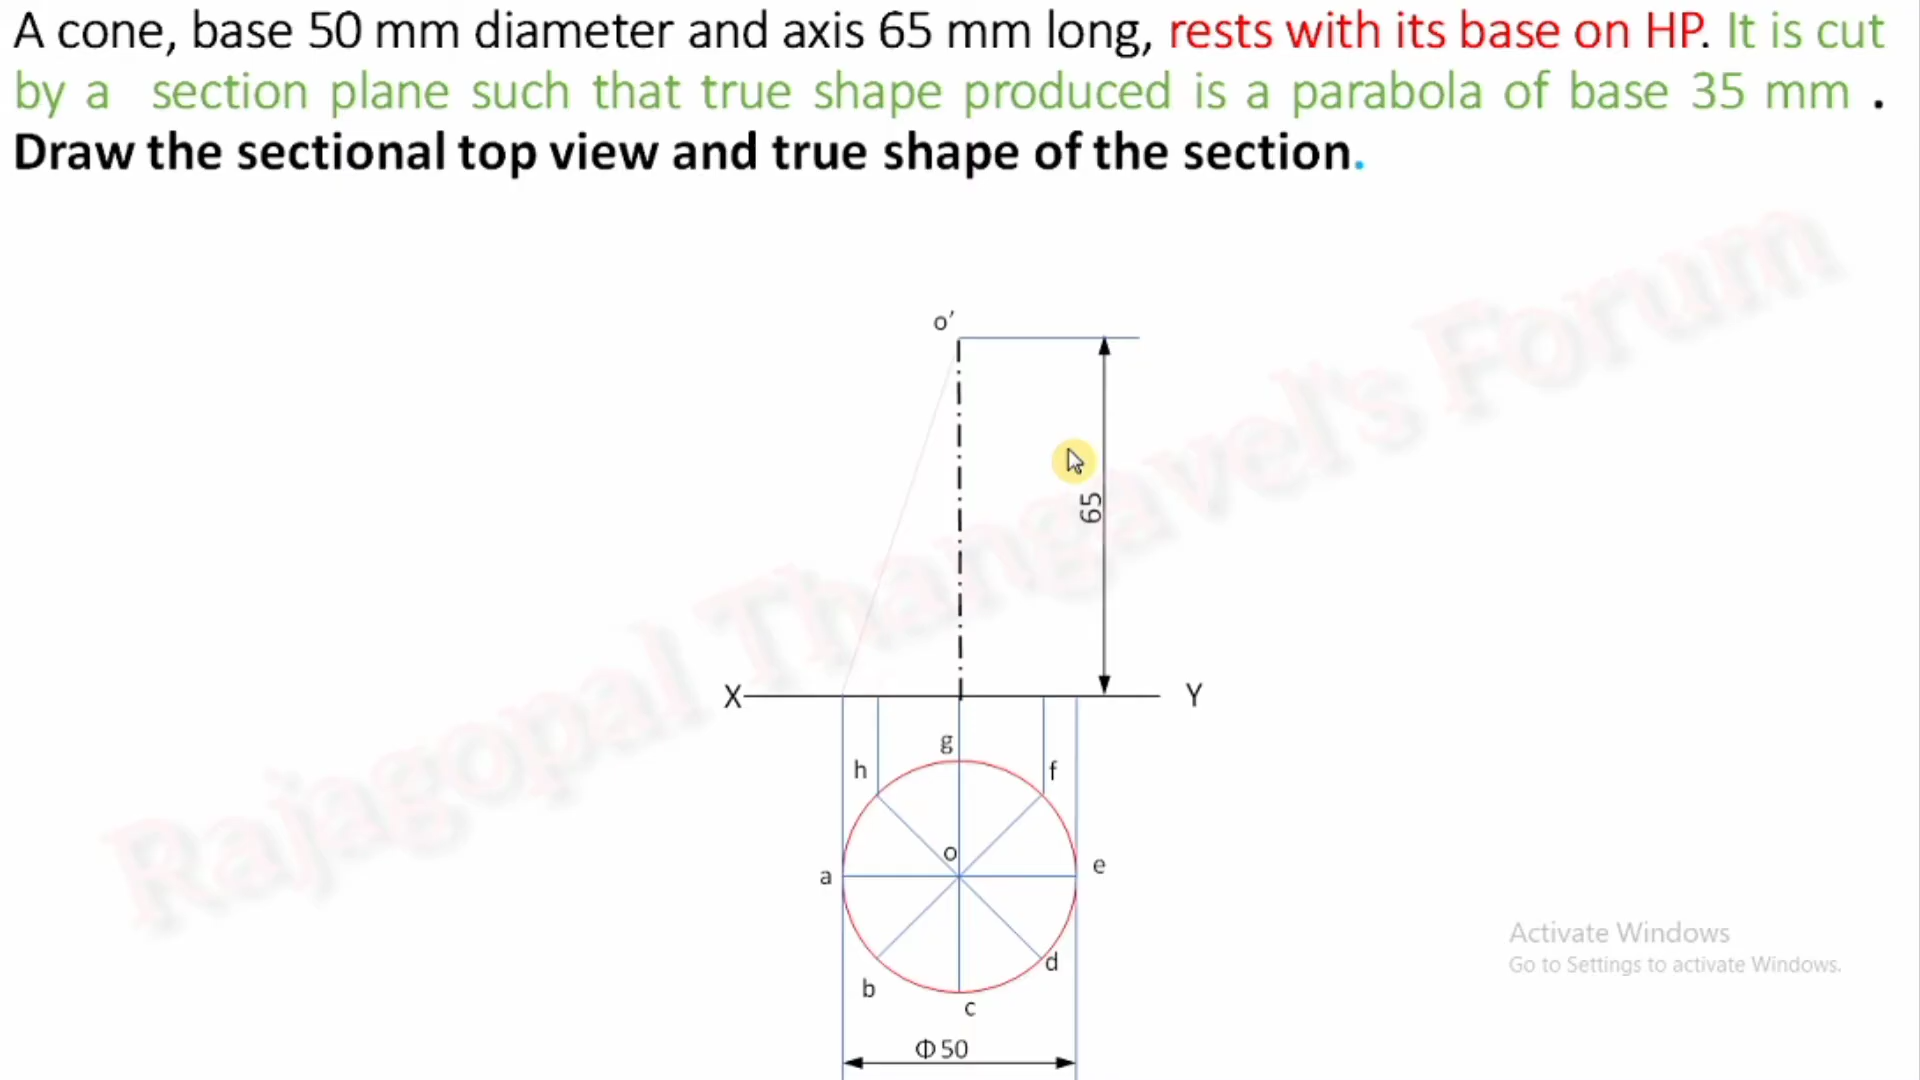 A cone, base 50 mm diameter and axis 65 mm long, rests with its base on HP. It is cut
by a section plane such that true shape produced is a parabola of base 35 mm .
Draw the sectional top view and true shape of the section.
Rajagopal Thangavel's Forum
o'
65
X
Y
g
h
f
o
a
e
b
d
c
Φ50
Activate Windows
Go to Settings to activate Windows.